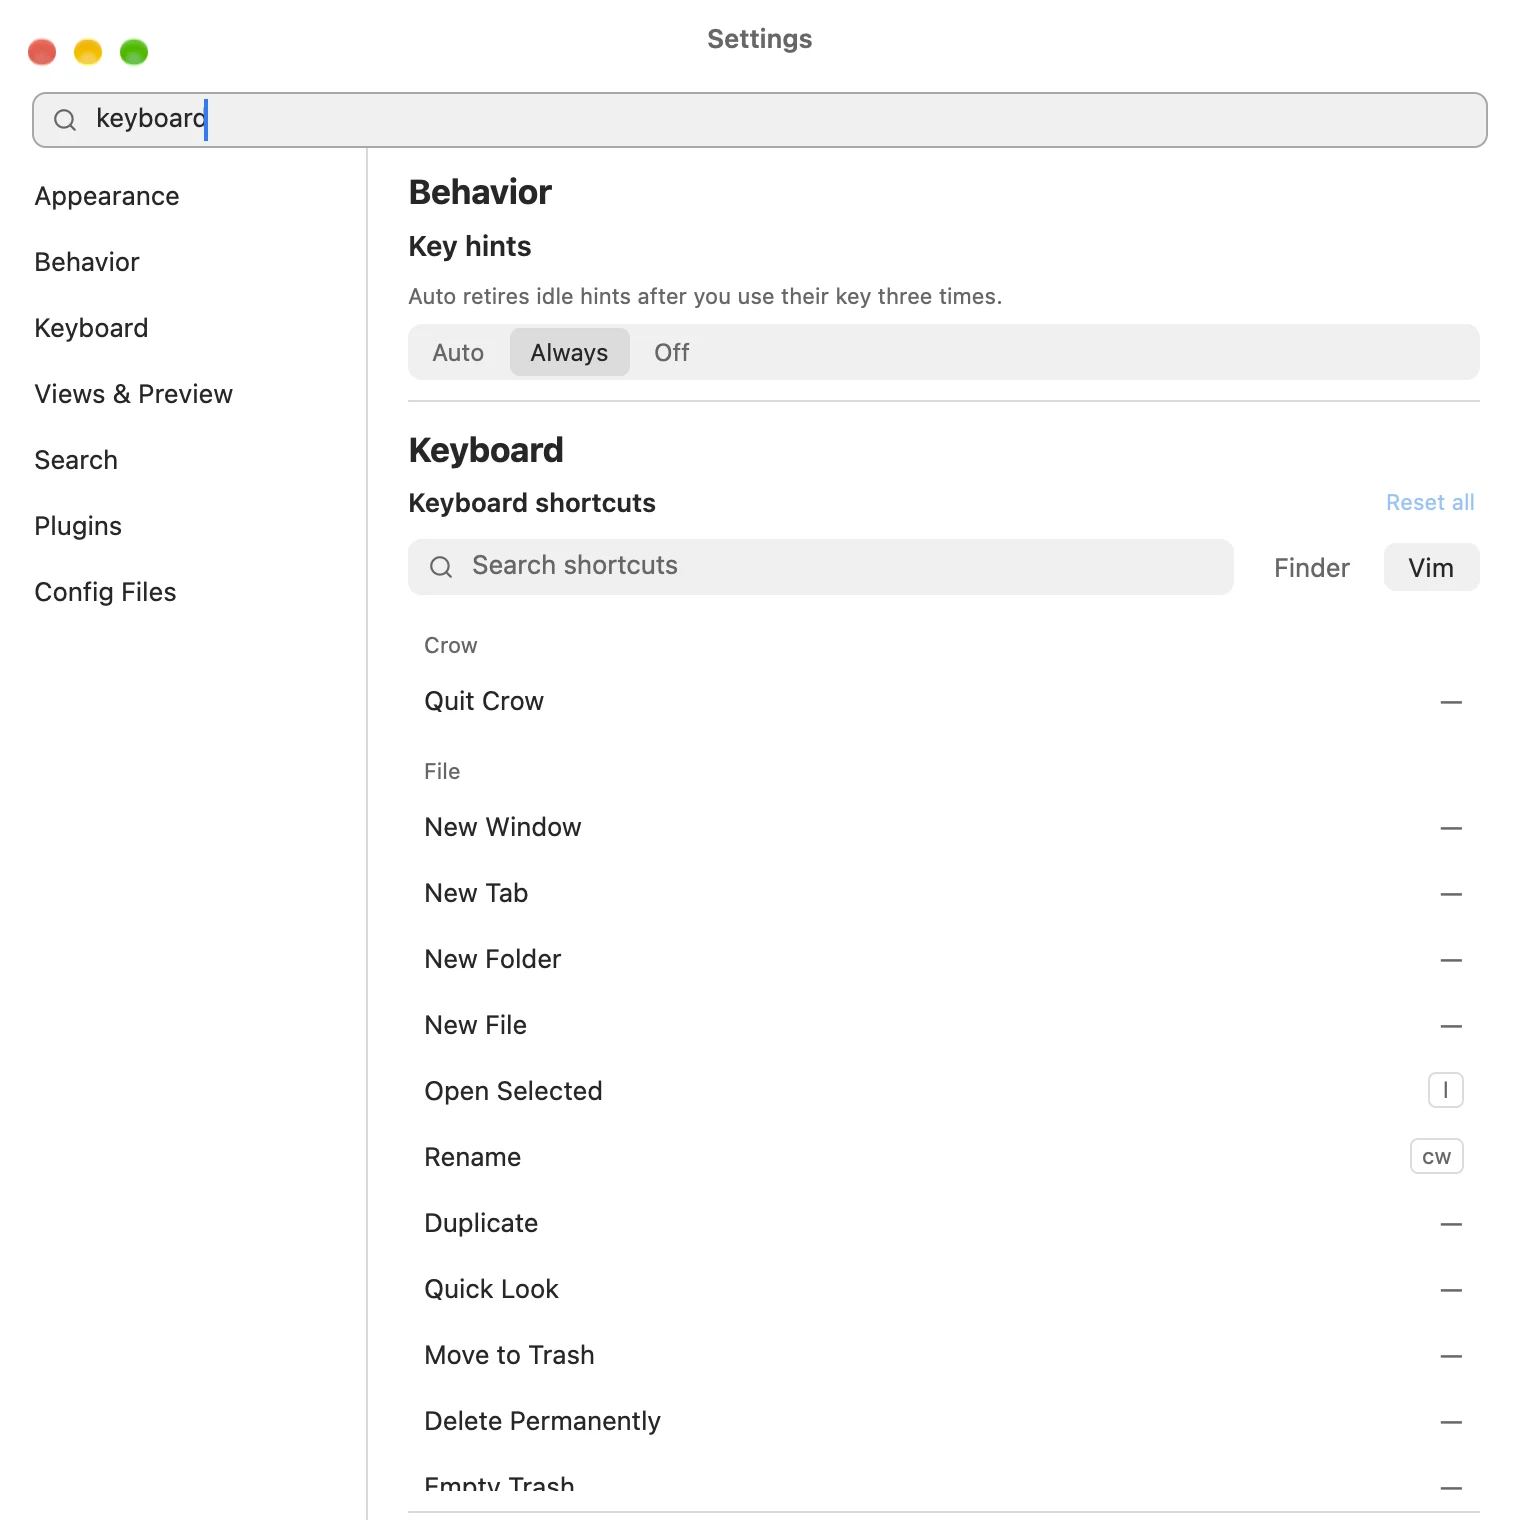 Settings
keyboard
Appearance
Behavior
Keyboard
Views & Preview
Search
Plugins
Config Files
Behavior
Key hints
Auto retires idle hints after you use their key three times.
Auto Always Off
Keyboard
Keyboard shortcuts Reset all
Search shortcuts Finder Vim
Crow
Quit Crow —
File
New Window —
New Tab —
New Folder —
New File —
Open Selected l
Rename cw
Duplicate —
Quick Look —
Move to Trash —
Delete Permanently —
Empty Trash —